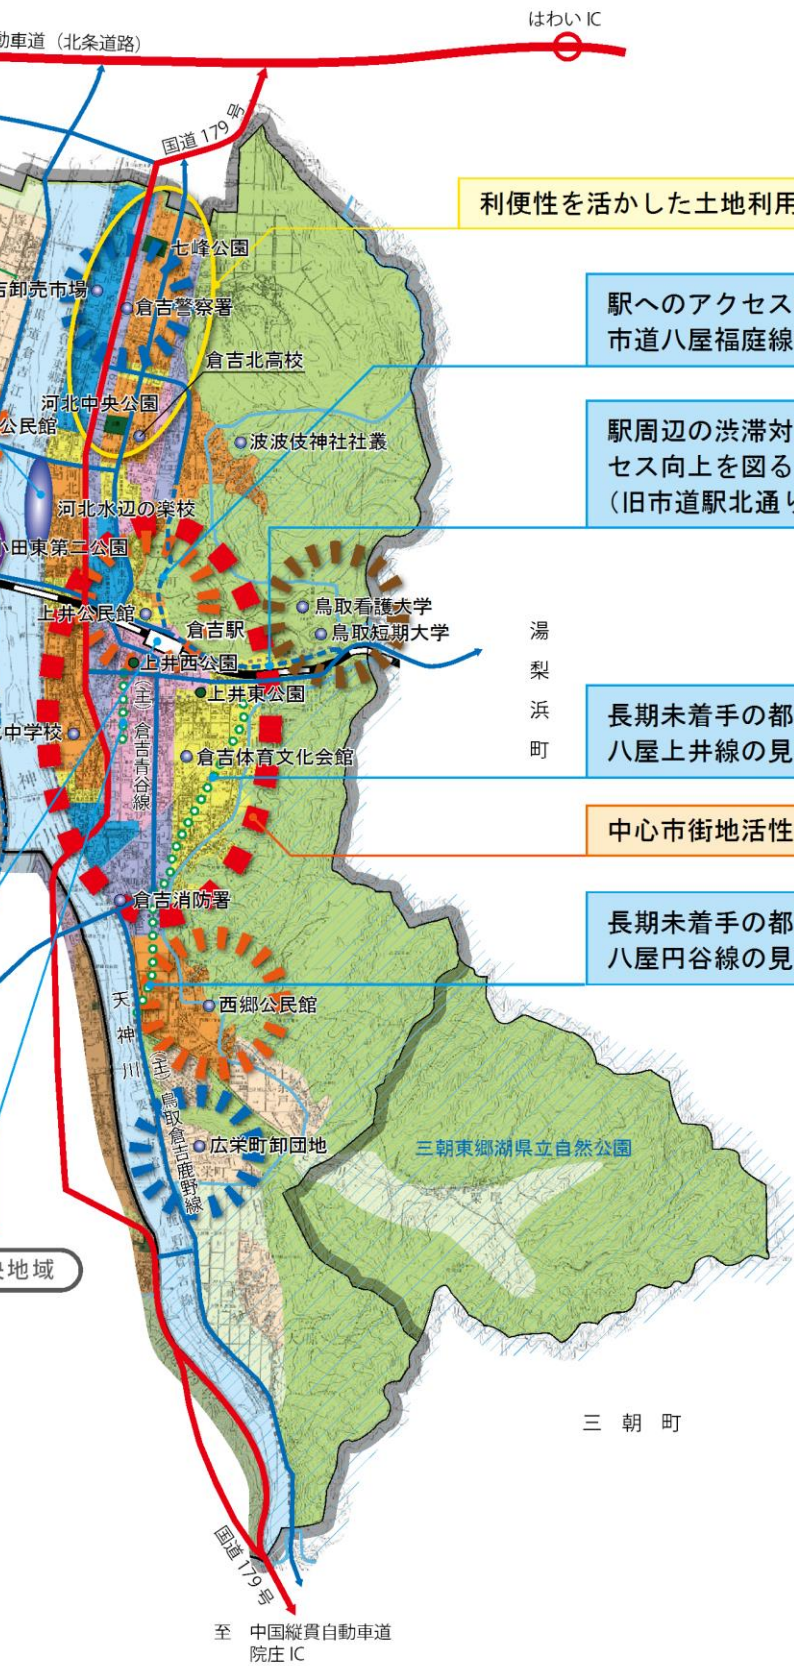 はわい IC
動車道（北条道路）
国道 179 号
利便性を活かした土地利用
七峰公園
吉卸売市場
倉吉警察署
駅へのアクセス
市道八屋福庭線
倉吉北高校
河北中央公園
公民館
波波伎神社社叢
駅周辺の渋滞対
セス向上を図る
（旧市道駅北通り
河北水辺の楽校
小田東第二公園
鳥取看護大学
上井公民館
倉吉駅
鳥取短期大学
上井西公園
湯梨浜町
上井東公園
中学校
(主) 倉吉青谷線
倉吉体育文化会館
長期未着手の都
八屋上井線の見
中心市街地活性
倉吉消防署
長期未着手の都
八屋円谷線の見
天神川
西郷公民館
(主) 鳥取倉吉鹿野線
広栄町卸団地
三朝東郷湖県立自然公園
央地域
三朝町
国道 179 号
至　中国縦貫自動車道
院庄 IC